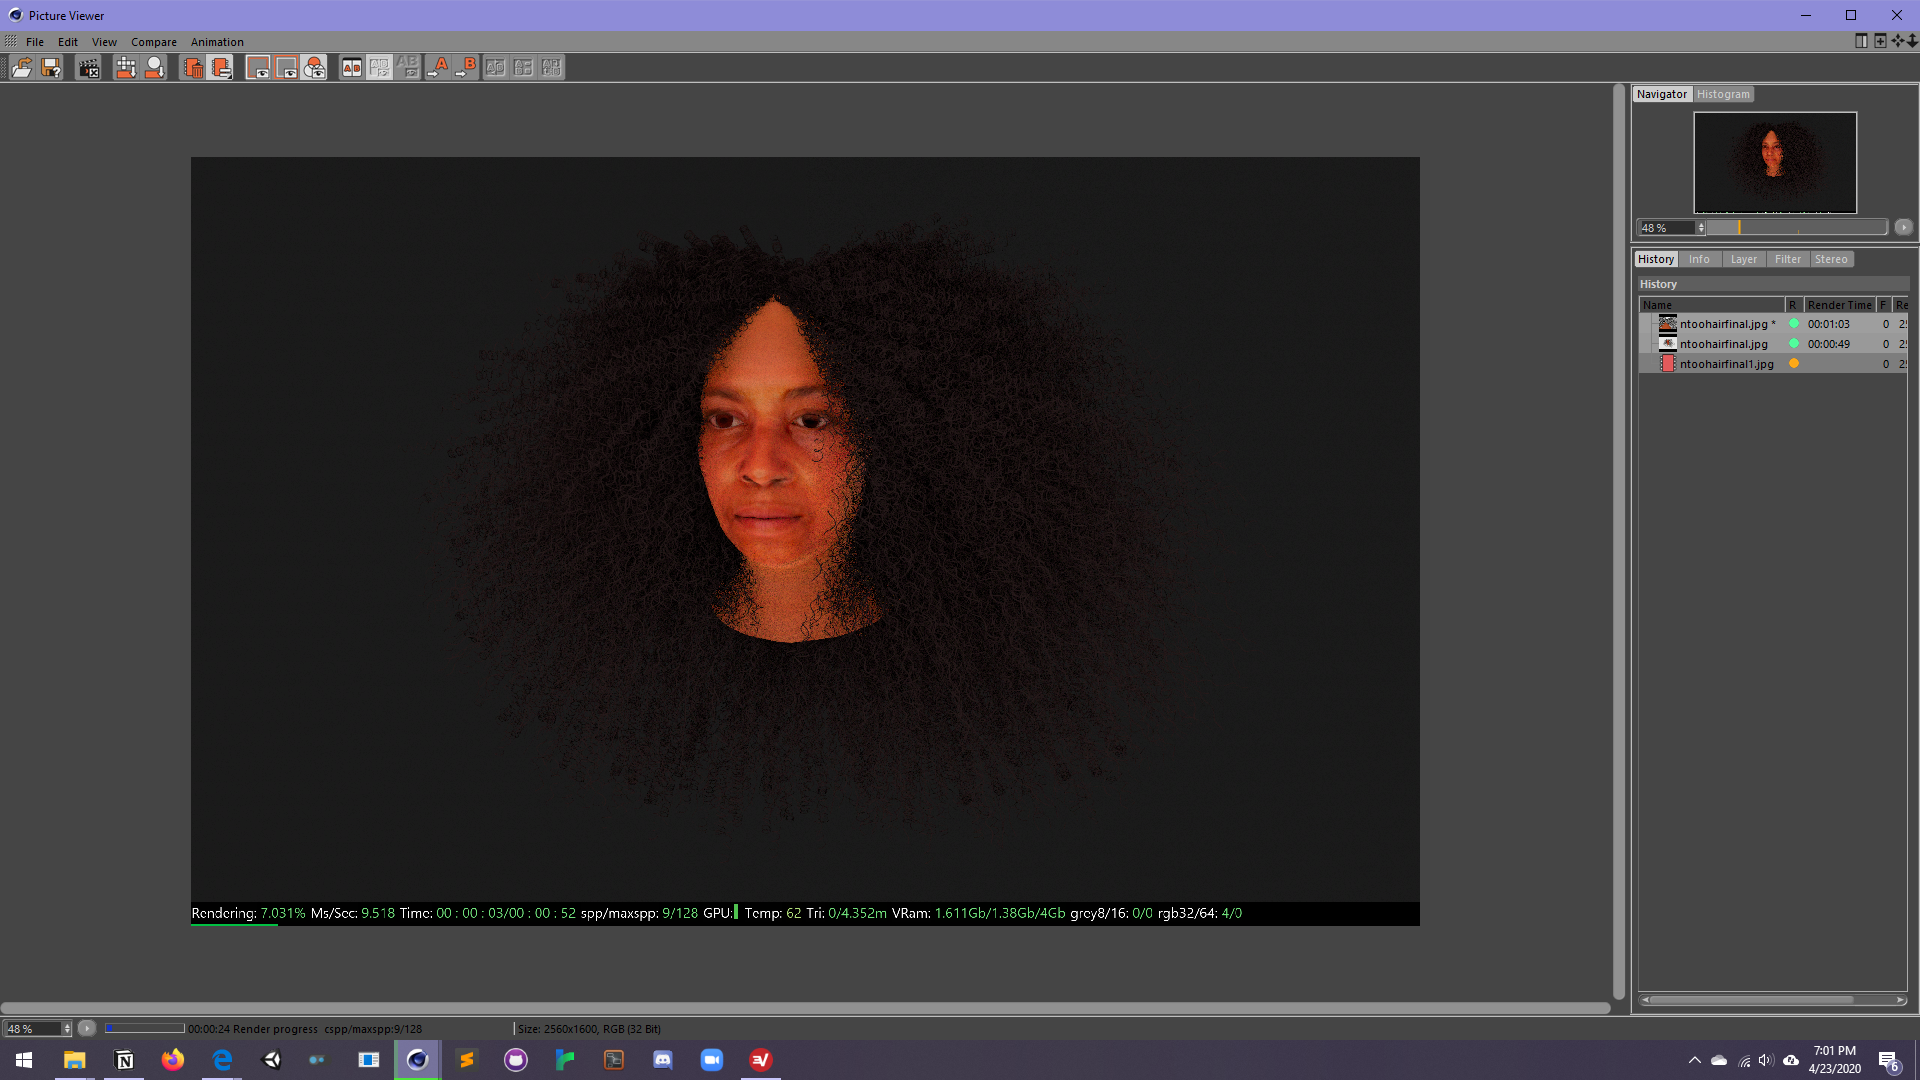 Picture Viewer
File Edit View Compare Animation
Navigator Histogram
48 %
History Info Layer Filter Stereo
History
Name R Render Time F Re
ntoohairfinal.jpg * 00:01:03 0 25
ntoohairfinal.jpg 00:00:49 0 25
ntoohairfinal1.jpg 0 25
Rendering: 7.031% Ms/Sec: 9.518 Time: 00 : 00 : 03/00 : 00 : 52 spp/maxspp: 9/128 GPU: Temp: 62 Tri: 0/4.352m VRam: 1.611Gb/1.38Gb/4Gb grey8/16: 0/0 rgb32/64: 4/0
48 % 00:00:24 Render progress cspp/maxspp:9/128 Size: 2560x1600, RGB (32 Bit)
7:01 PM
4/23/2020
6